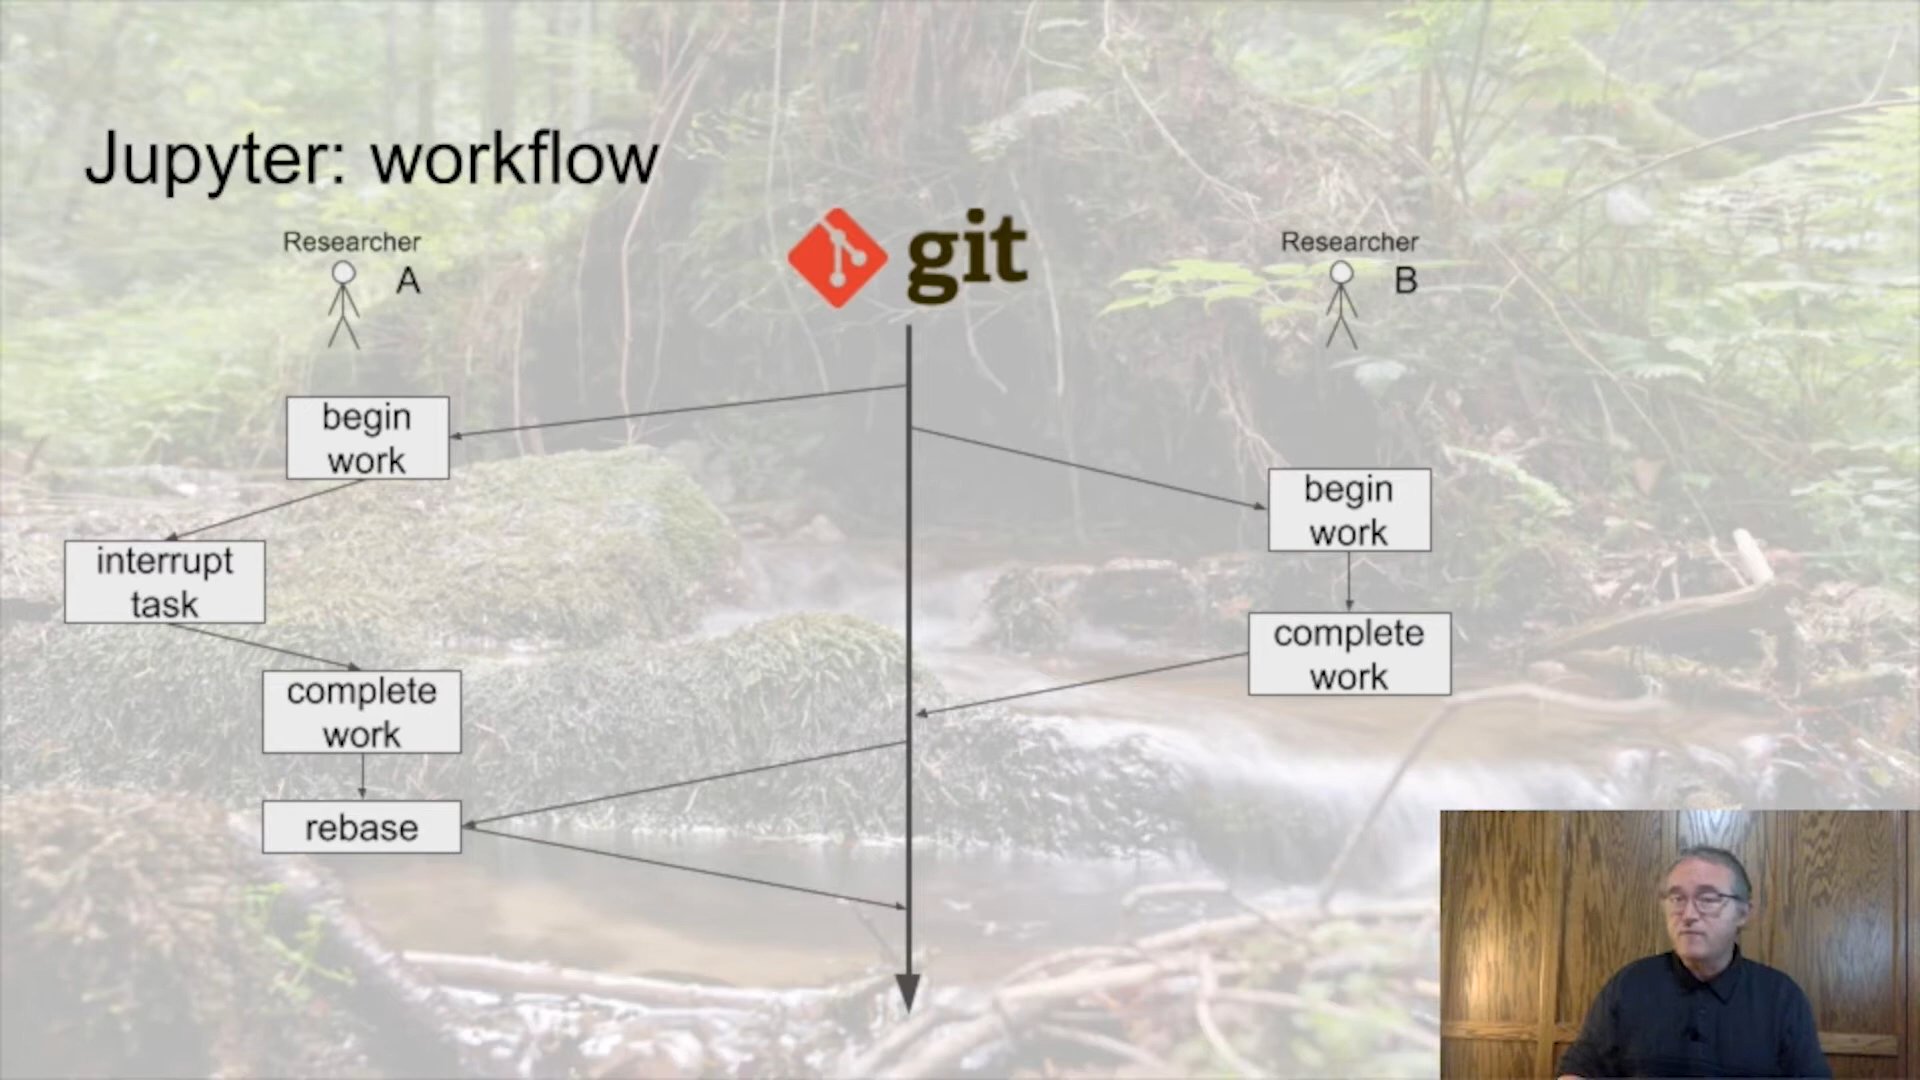 Jupyter: workflow
Researcher
A
git
Researcher
B
begin
work
begin
work
interrupt
task
complete
work
complete
work
rebase